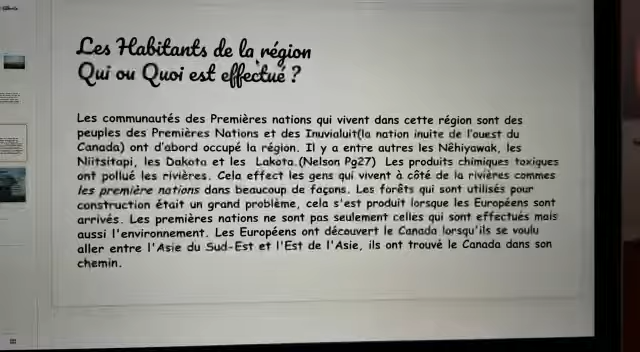 Les Habitants de la région
Qui ou Quoi est effectué ?
Les communautés des Premières nations qui vivent dans cette région sont des
peuples des Premières Nations et des Inuvialuit(la nation inuite de l'ouest du
Canada) ont d'abord occupé la région. Il y a entre autres les Nêhiyawak, les
Niitsitapi, les Dakota et les Lakota.(Nelson Pg27) Les produits chimiques toxiques
ont pollué les rivières. Cela effect les gens qui vivent à côté de la rivières commes
les première nations dans beaucoup de façons. Les forêts qui sont utilisés pour
construction était un grand problème, cela s'est produit lorsque les Européens sont
arrivés. Les premières nations ne sont pas seulement celles qui sont effectués mais
aussi l'environnement. Les Européens ont découvert le Canada lorsqu'ils se voulu
aller entre l'Asie du Sud-Est et l'Est de l'Asie, ils ont trouvé le Canada dans son
chemin.